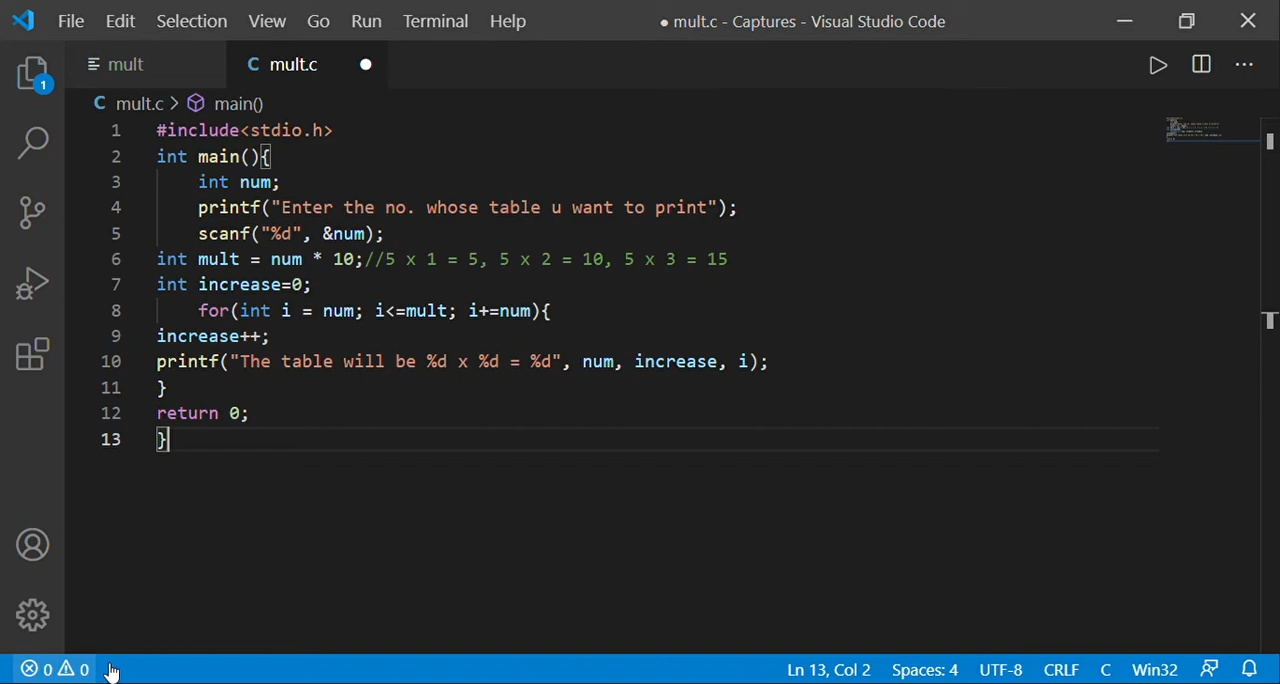 File Edit Selection View Go Run Terminal Help ● mult.c - Captures - Visual Studio Code
mult C mult.c
1
C mult.c > main()
1 #include<stdio.h>
2 int main(){
3 int num;
4 printf("Enter the no. whose table u want to print");
5 scanf("%d", &num);
6 int mult = num * 10;//5 x 1 = 5, 5 x 2 = 10, 5 x 3 = 15
7 int increase=0;
8 for(int i = num; i<=mult; i+=num){
9 increase++;
10 printf("The table will be %d x %d = %d", num, increase, i);
11 }
12 return 0;
13 }
0 0 Ln 13, Col 2 Spaces: 4 UTF-8 CRLF C Win32